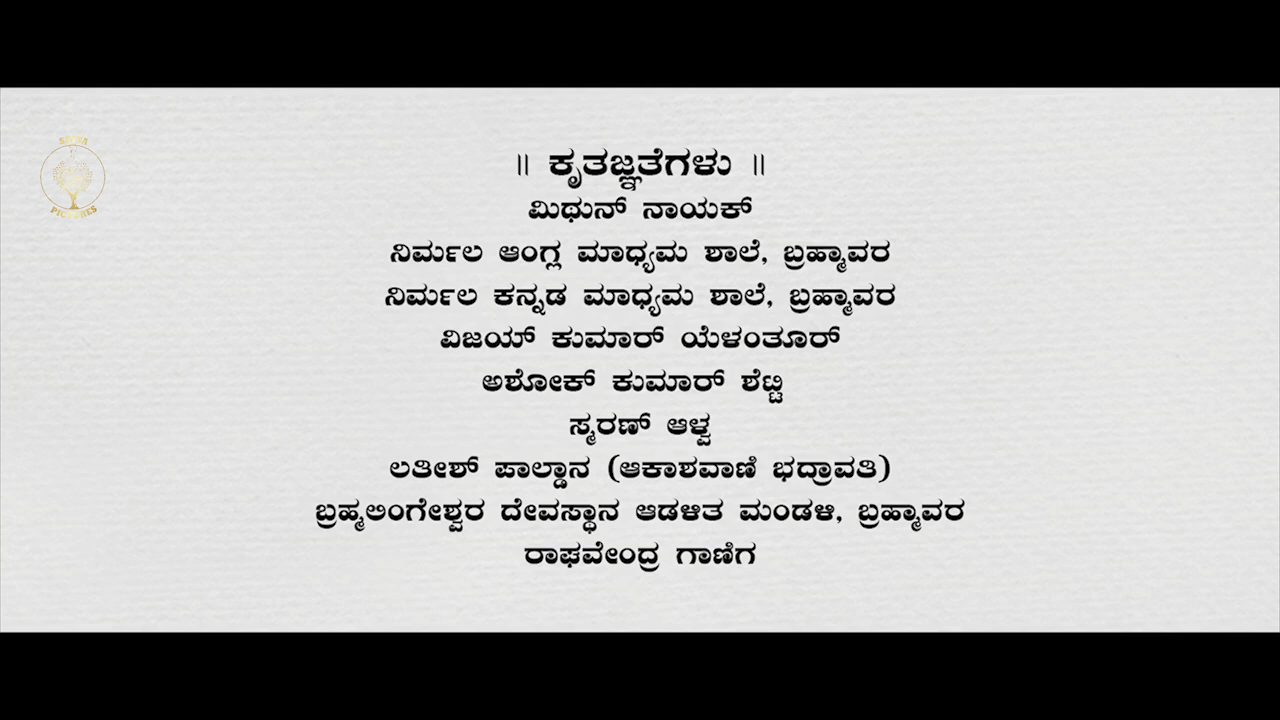 ॥ ಕೃತಜ್ಞತೆಗಳು ॥
ಮಿಥುನ್ ನಾಯಕ್
ನಿರ್ಮಲ ಆಂಗ್ಲ ಮಾಧ್ಯಮ ಶಾಲೆ, ಬ್ರಹ್ಮಾವರ
ನಿರ್ಮಲ ಕನ್ನಡ ಮಾಧ್ಯಮ ಶಾಲೆ, ಬ್ರಹ್ಮಾವರ
ವಿಜಯ್ ಕುಮಾರ್ ಯೆಳಂತೂರ್
ಅಶೋಕ್ ಕುಮಾರ್ ಶೆಟ್ಟಿ
ಸ್ಮರಣ್ ಆಳ್ವ
ಲತೀಶ್ ಪಾಲ್ಡಾನ (ಆಕಾಶವಾಣಿ ಭದ್ರಾವತಿ)
ಬ್ರಹ್ಮಲಿಂಗೇಶ್ವರ ದೇವಸ್ಥಾನ ಆಡಳಿತ ಮಂಡಳಿ, ಬ್ರಹ್ಮಾವರ
ರಾಘವೇಂದ್ರ ಗಾಣಿಗ
PICTURES